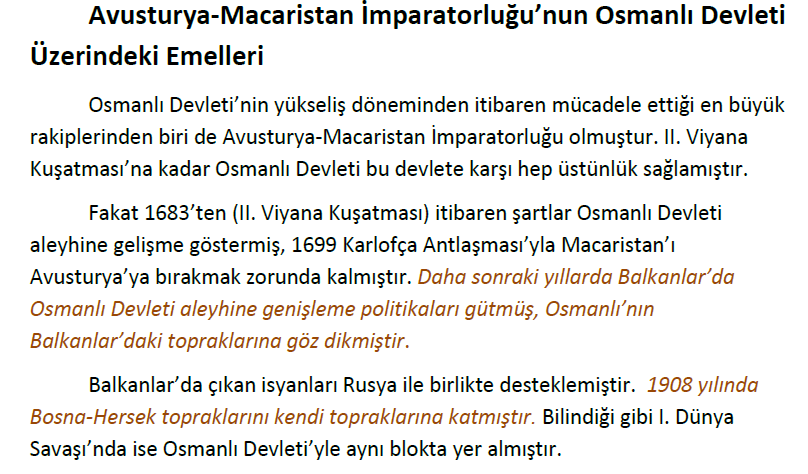 Avusturya-Macaristan İmparatorluğu’nun Osmanlı Devleti
Üzerindeki Emelleri
Osmanlı Devleti’nin yükseliş döneminden itibaren mücadele ettiği en büyük
rakiplerinden biri de Avusturya-Macaristan İmparatorluğu olmuştur. II. Viyana
Kuşatması’na kadar Osmanlı Devleti bu devlete karşı hep üstünlük sağlamıştır.
Fakat 1683’ten (II. Viyana Kuşatması) itibaren şartlar Osmanlı Devleti
aleyhine gelişme göstermiş, 1699 Karlofça Antlaşması’yla Macaristan’ı
Avusturya’ya bırakmak zorunda kalmıştır. Daha sonraki yıllarda Balkanlar’da
Osmanlı Devleti aleyhine genişleme politikaları gütmüş, Osmanlı’nın
Balkanlar’daki topraklarına göz dikmiştir.
Balkanlar’da çıkan isyanları Rusya ile birlikte desteklemiştir. 1908 yılında
Bosna-Hersek topraklarını kendi topraklarına katmıştır. Bilindiği gibi I. Dünya
Savaşı’nda ise Osmanlı Devleti’yle aynı blokta yer almıştır.